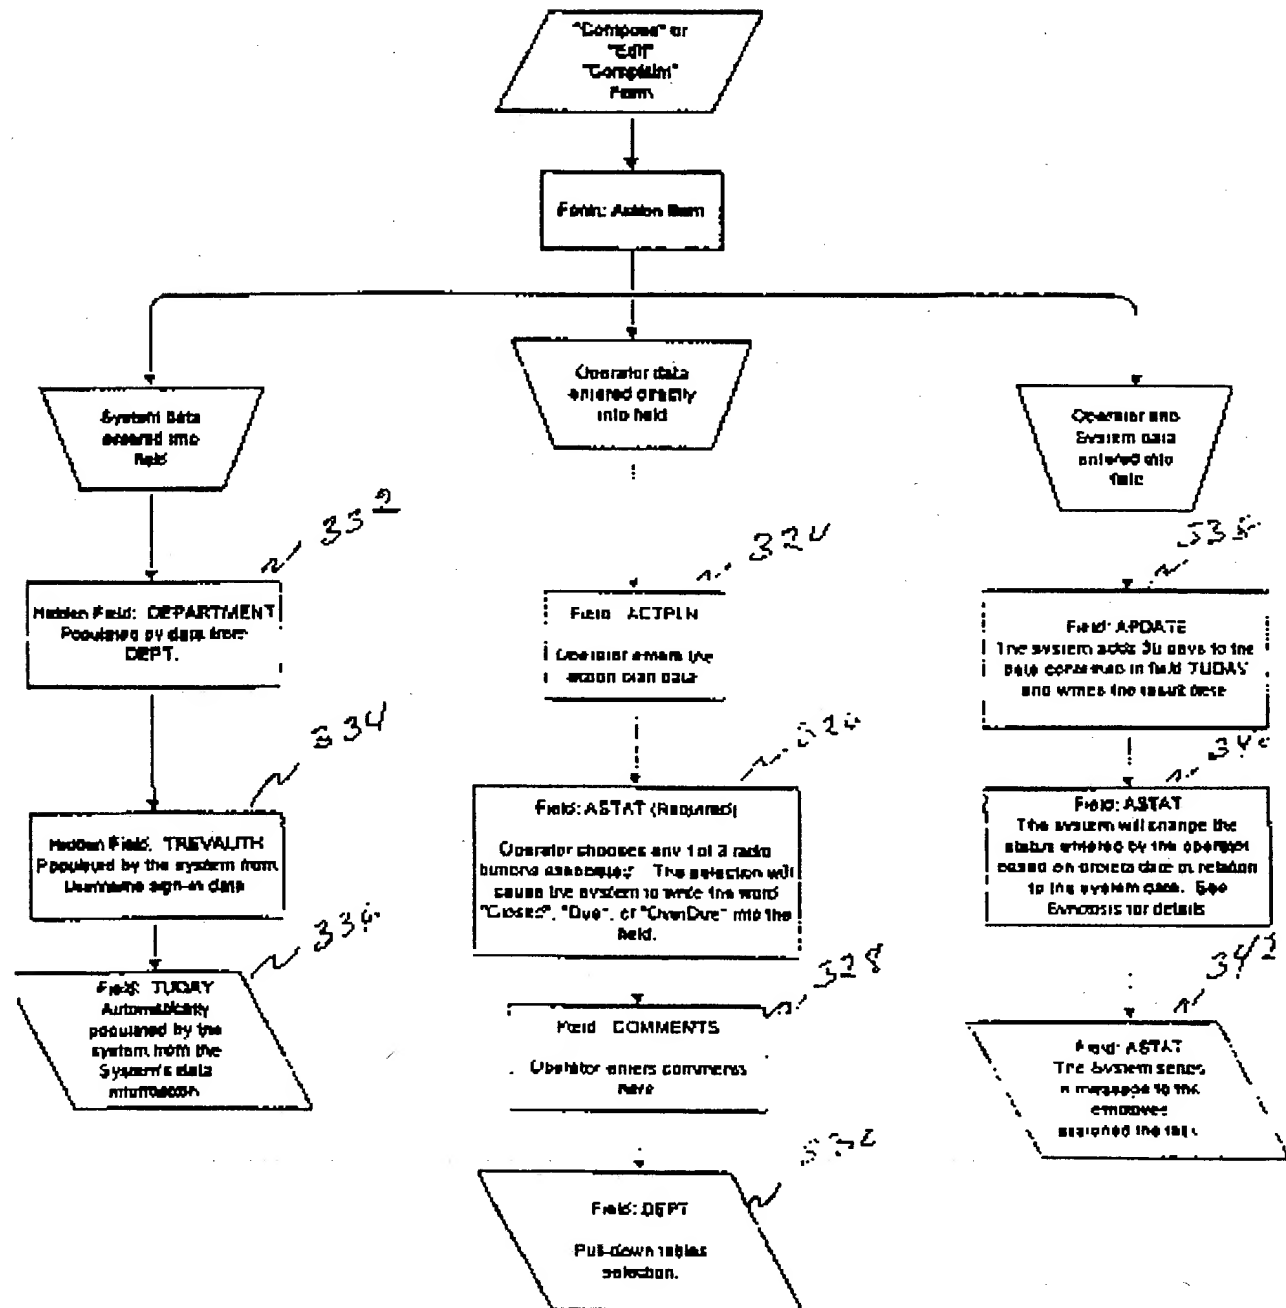 "Compose" or
"Edit"
"Complaint"
Form
Form: Action Item
System data
entered into
field
Operator data
entered directly
into field
Operator and
System data
entered into
field
332
Hidden Field: DEPARTMENT
Populated by data from
DEPT.
334
Hidden Field: TREVAUTH
Populated by the system from
Username sign-in data
336
Field: TODAY
Automatically
populated by the
system from the
System's data
information
324
Field: ACTPLN
Operator enters the
action plan data
Field: ASTAT (Required)
Operator chooses any 1 of 3 radio
buttons associated. The selection will
cause the system to write the word
"Closed", "Due", or "OverDue" into the
field.
328
Field: COMMENTS
Operator enters comments
here
Field: DEPT
Pull-down tables
selection.
Field: APDATE
The system adds 30 days to the
date contained in field TODAY
and writes the result here
340
Field: ASTAT
The system will change the
status entered by the operator
based on projected date in relation
to the system date. See
Synopsis for details
342
Field: ASTAT
The System sends
a message to the
employee
assigned the task.